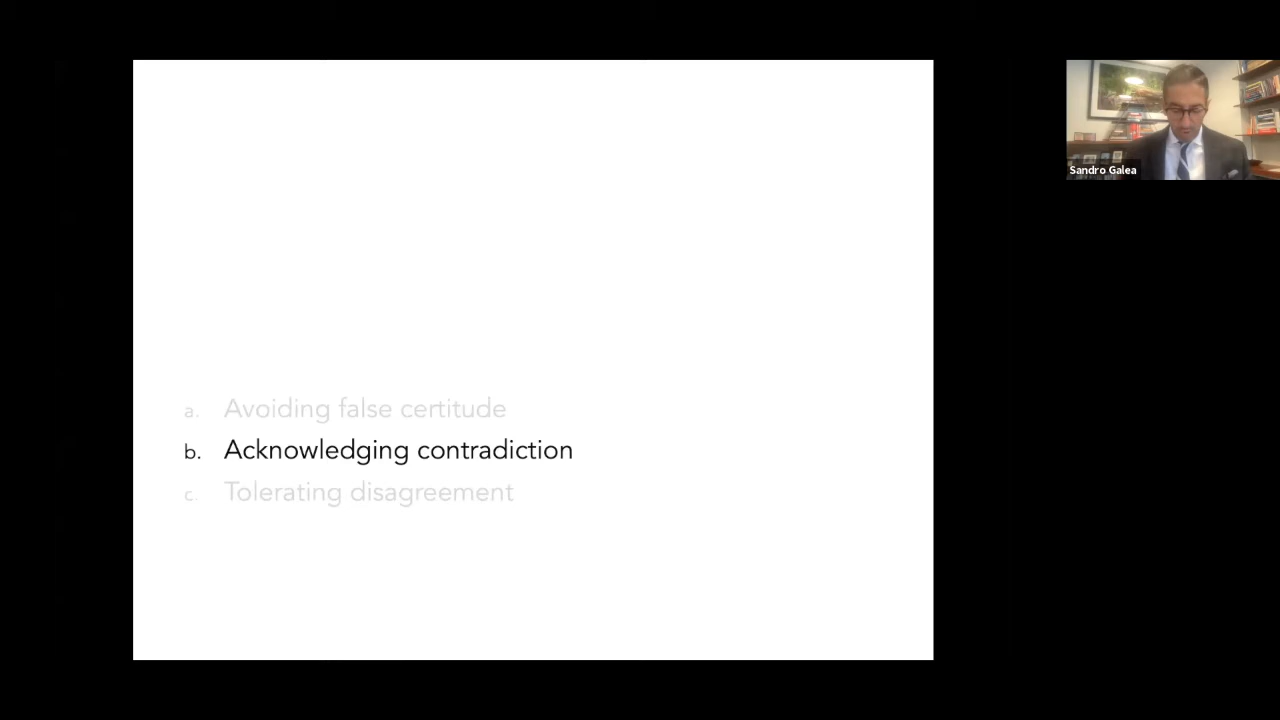 a. Avoiding false certitude
b. Acknowledging contradiction
c. Tolerating disagreement
Sandro Galea